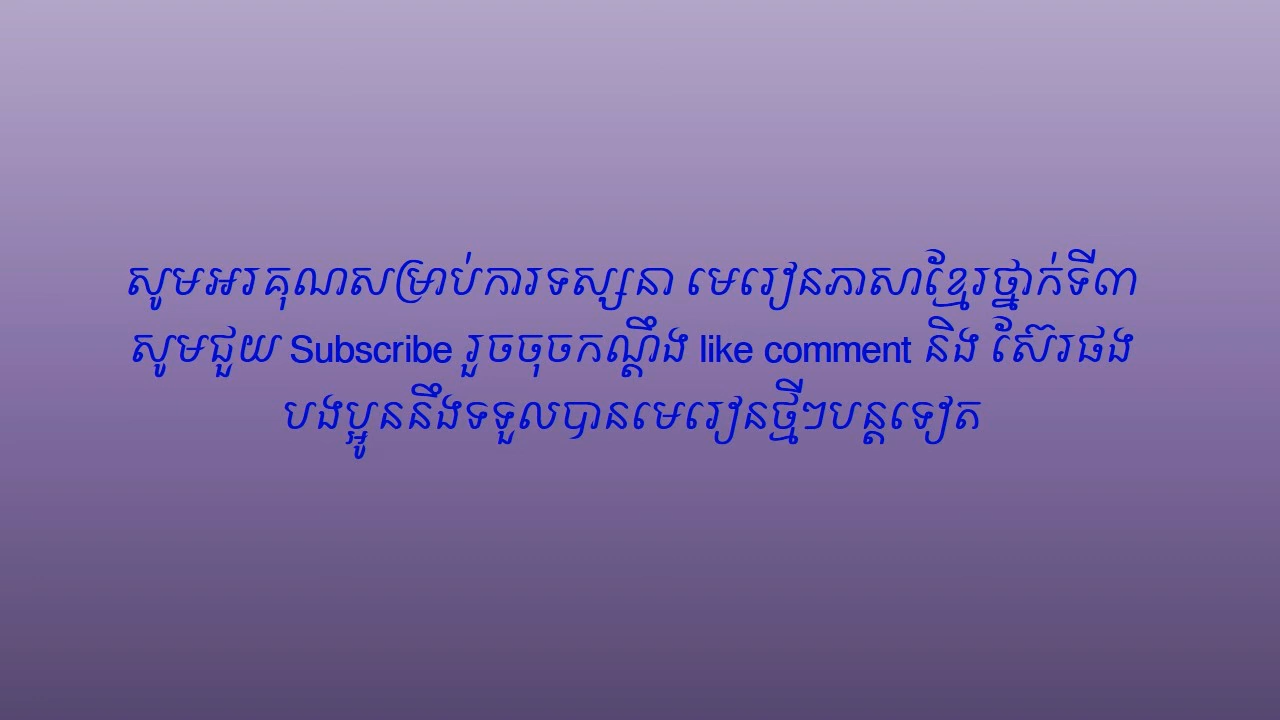 សូមអរគុណសម្រាប់ការទស្សនា មេរៀនភាសាខ្មែរថ្នាក់ទី៣
សូមជួយ Subscribe រួចចុចកណ្ដឹង like comment និង ស៊ែរផង
បងប្អូននឹងទទួលបានមេរៀនថ្មីៗបន្តទៀត